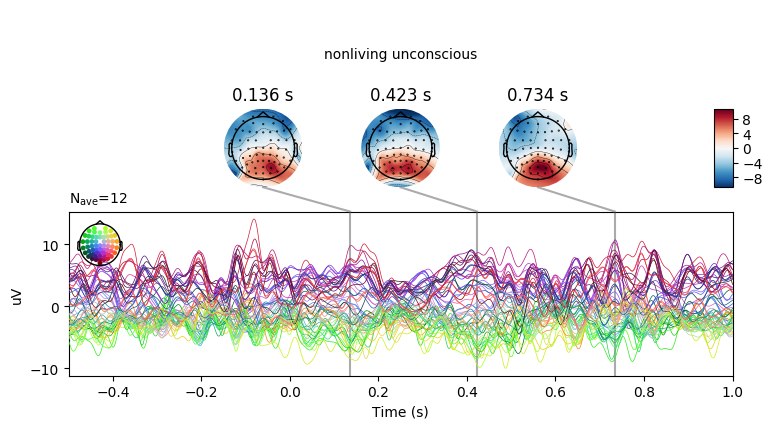 nonliving unconscious
0.136 s 0.423 s 0.734 s
8
4
0
−4
−8
Nave=12
10
0
−10
uV
−0.4 −0.2 0.0 0.2 0.4 0.6 0.8 1.0
Time (s)